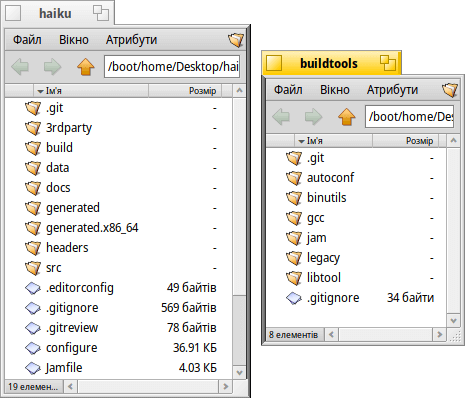 haiku
Файл Вікно Атрибути
/boot/home/Desktop/hai
Ім'я Розмір
.git -
3rdparty -
build -
data -
docs -
generated -
generated.x86_64 -
headers -
src -
.editorconfig 49 байтів
.gitignore 569 байтів
.gitreview 78 байтів
configure 36.91 КБ
Jamfile 4.03 КБ
19 елемен...
buildtools
Файл Вікно Атрибути
/boot/home/Des
Ім'я Розмір
.git -
autoconf -
binutils -
gcc -
jam -
legacy -
libtool -
.gitignore 34 байти
8 елементів